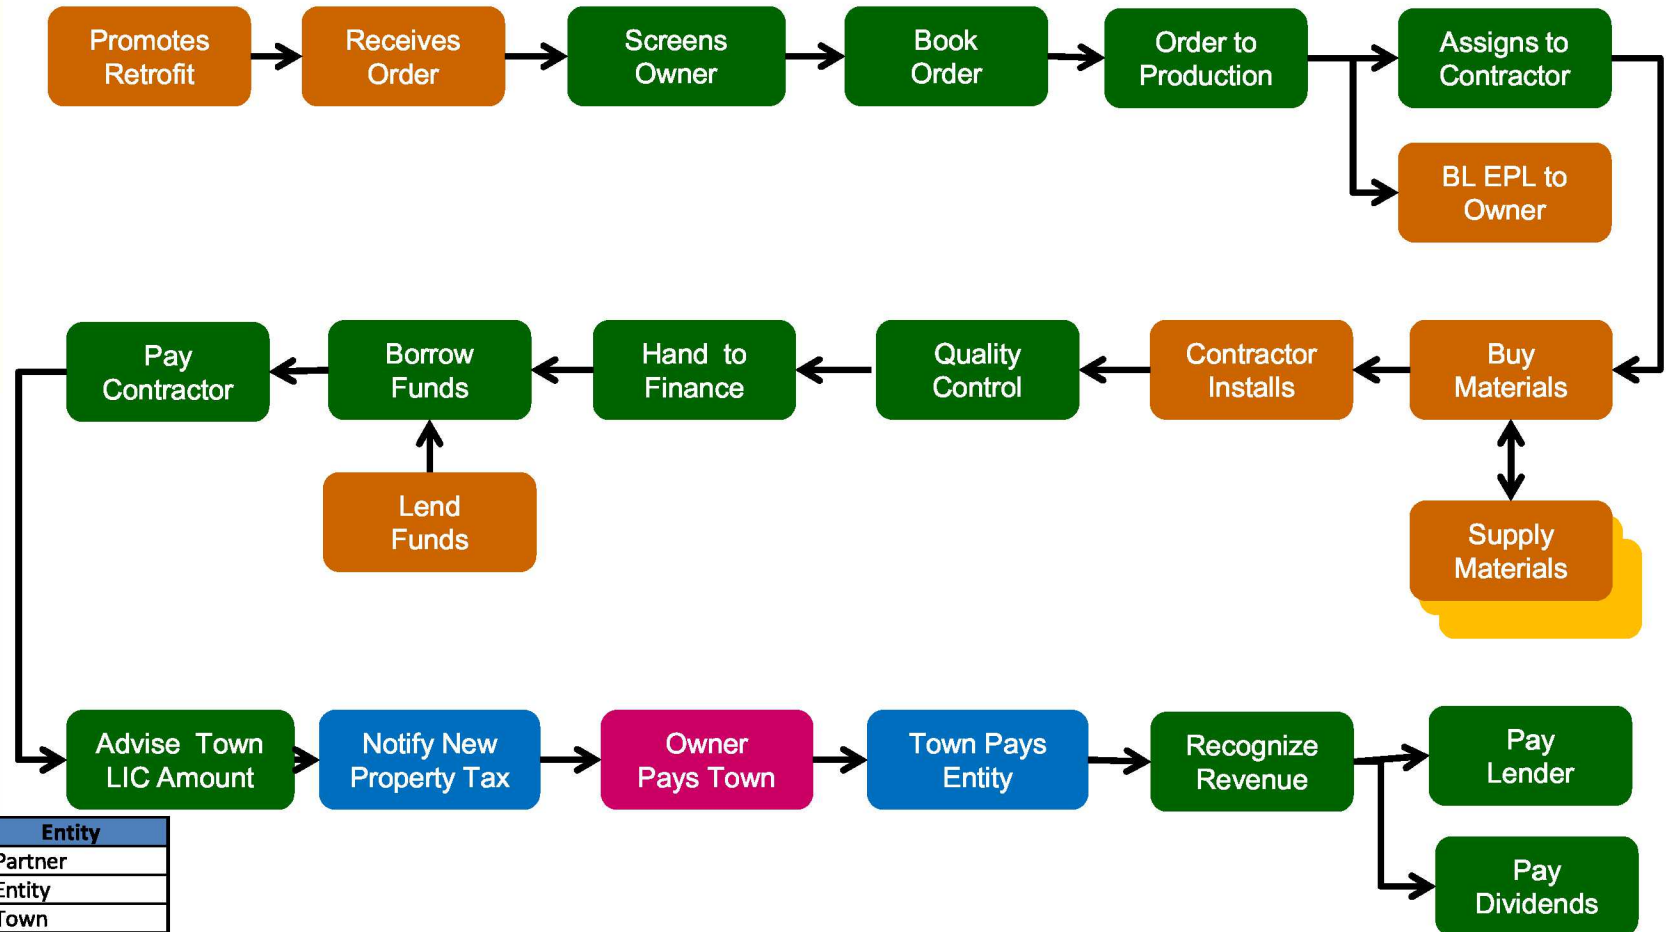 Promotes
Retrofit
Receives
Order
Screens
Owner
Book
Order
Order to
Production
Assigns to
Contractor
BL EPL to
Owner
Pay
Contractor
Borrow
Funds
Hand to
Finance
Quality
Control
Contractor
Installs
Buy
Materials
Lend
Funds
Supply
Materials
Advise Town
LIC Amount
Notify New
Property Tax
Owner
Pays Town
Town Pays
Entity
Recognize
Revenue
Pay
Lender
Pay
Dividends
Entity
Partner
Entity
Town